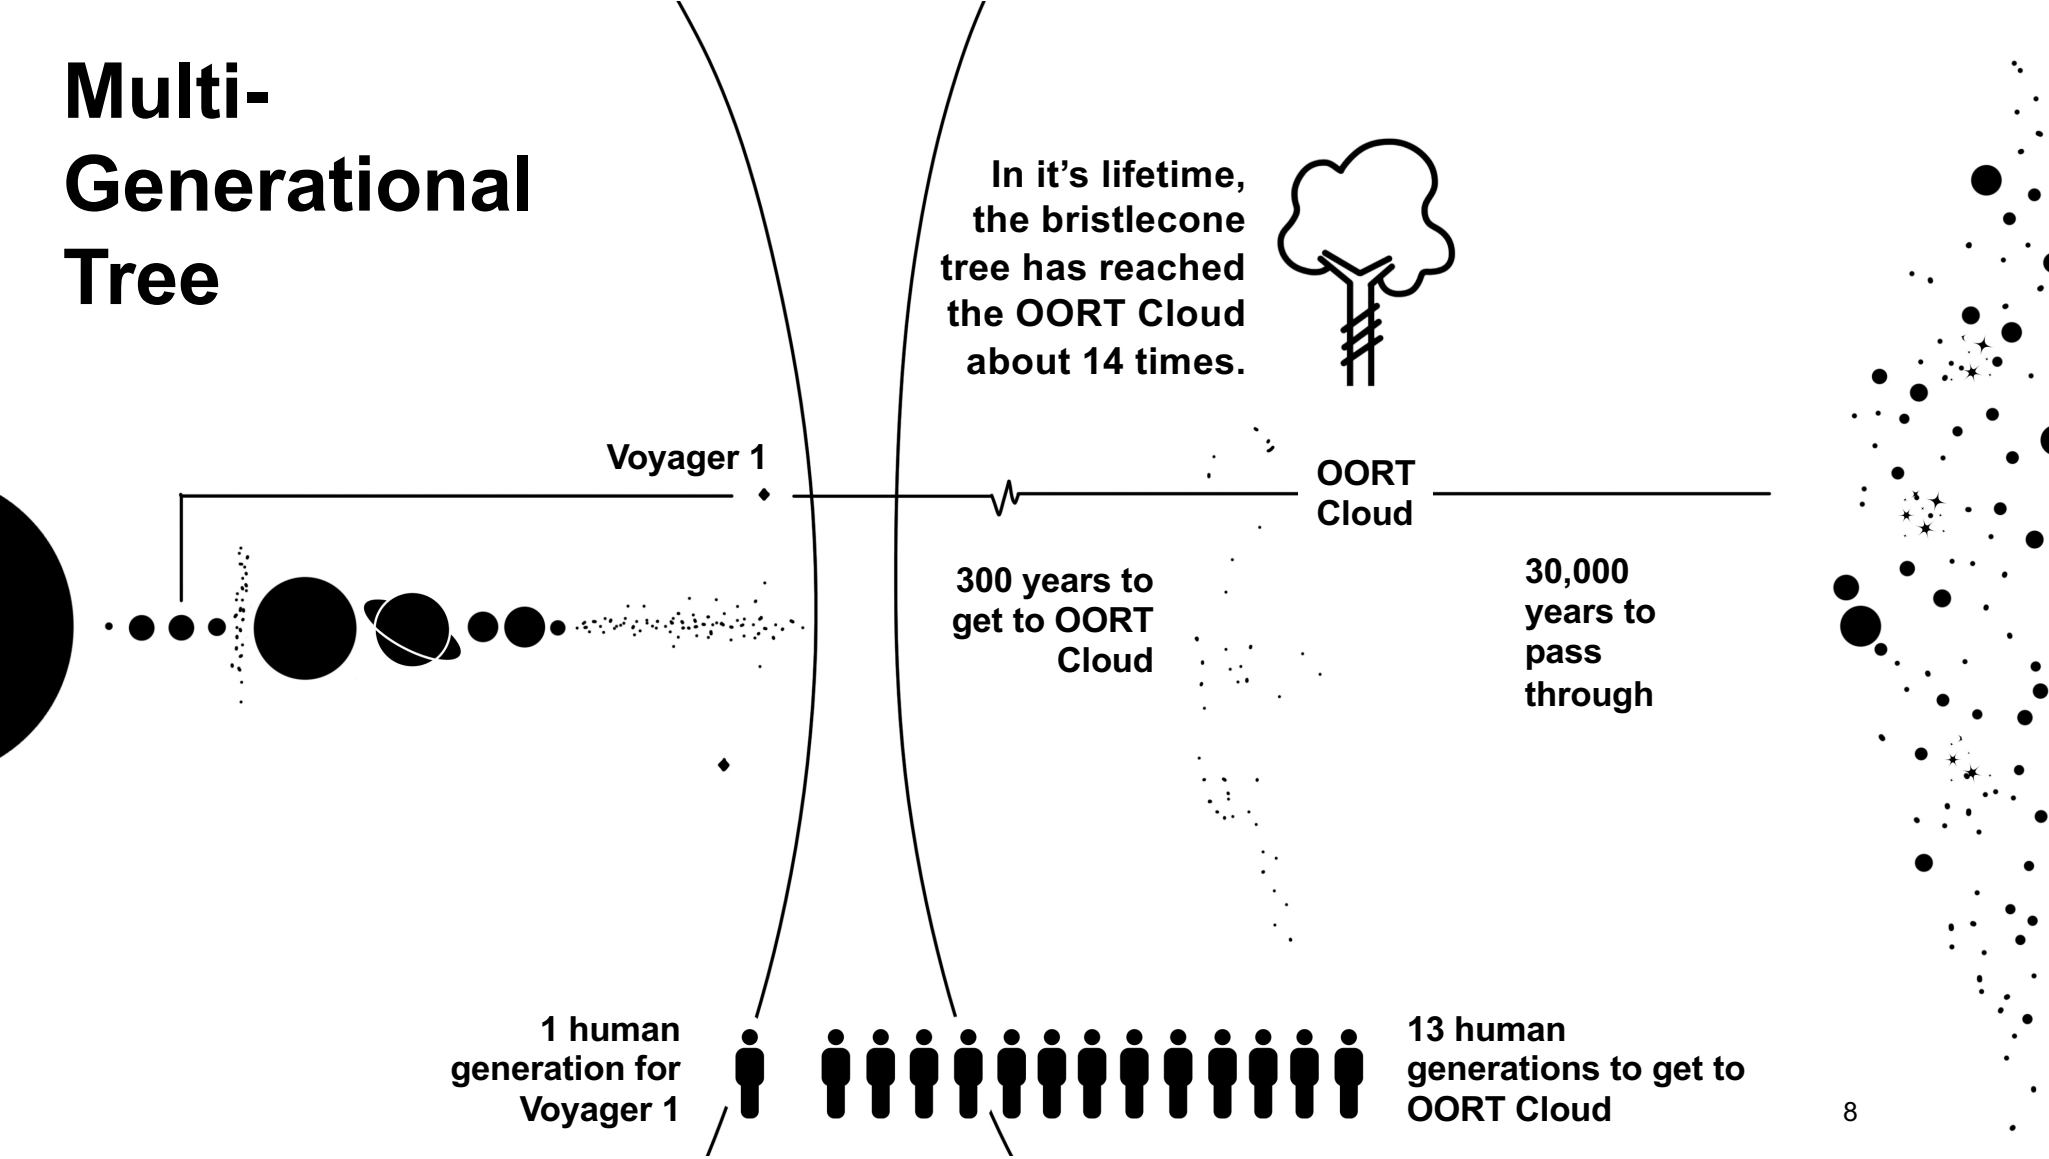 Multi-
Generational
Tree
In it’s lifetime,
the bristlecone
tree has reached
the OORT Cloud
about 14 times.
Voyager 1
OORT
Cloud
300 years to
get to OORT
Cloud
30,000
years to
pass
through
1 human
generation for
Voyager 1
13 human
generations to get to
OORT Cloud
8